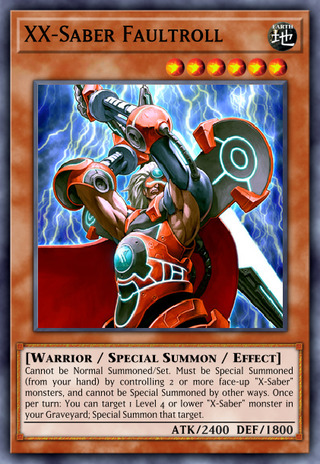 XX-Saber Faultroll
EARTH
地
[Warrior / Special Summon / Effect]
Cannot be Normal Summoned/Set. Must be Special Summoned
(from your hand) by controlling 2 or more face-up "X-Saber"
monsters, and cannot be Special Summoned by other ways. Once
per turn: You can target 1 Level 4 or lower "X-Saber" monster in
your Graveyard; Special Summon that target.
ATK/2400 DEF/1800